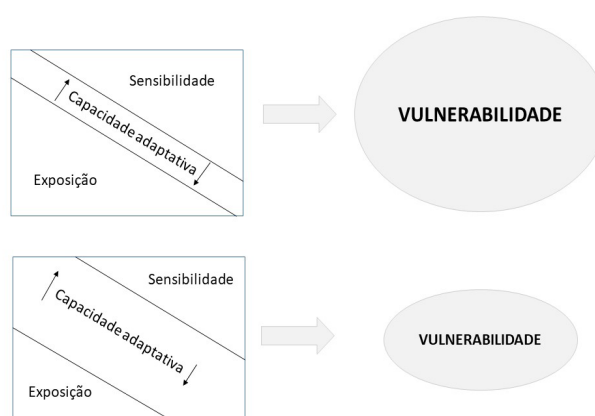 Sensibilidade
Capacidade adaptativa
Exposição
VULNERABILIDADE
Sensibilidade
Capacidade adaptativa
Exposição
VULNERABILIDADE